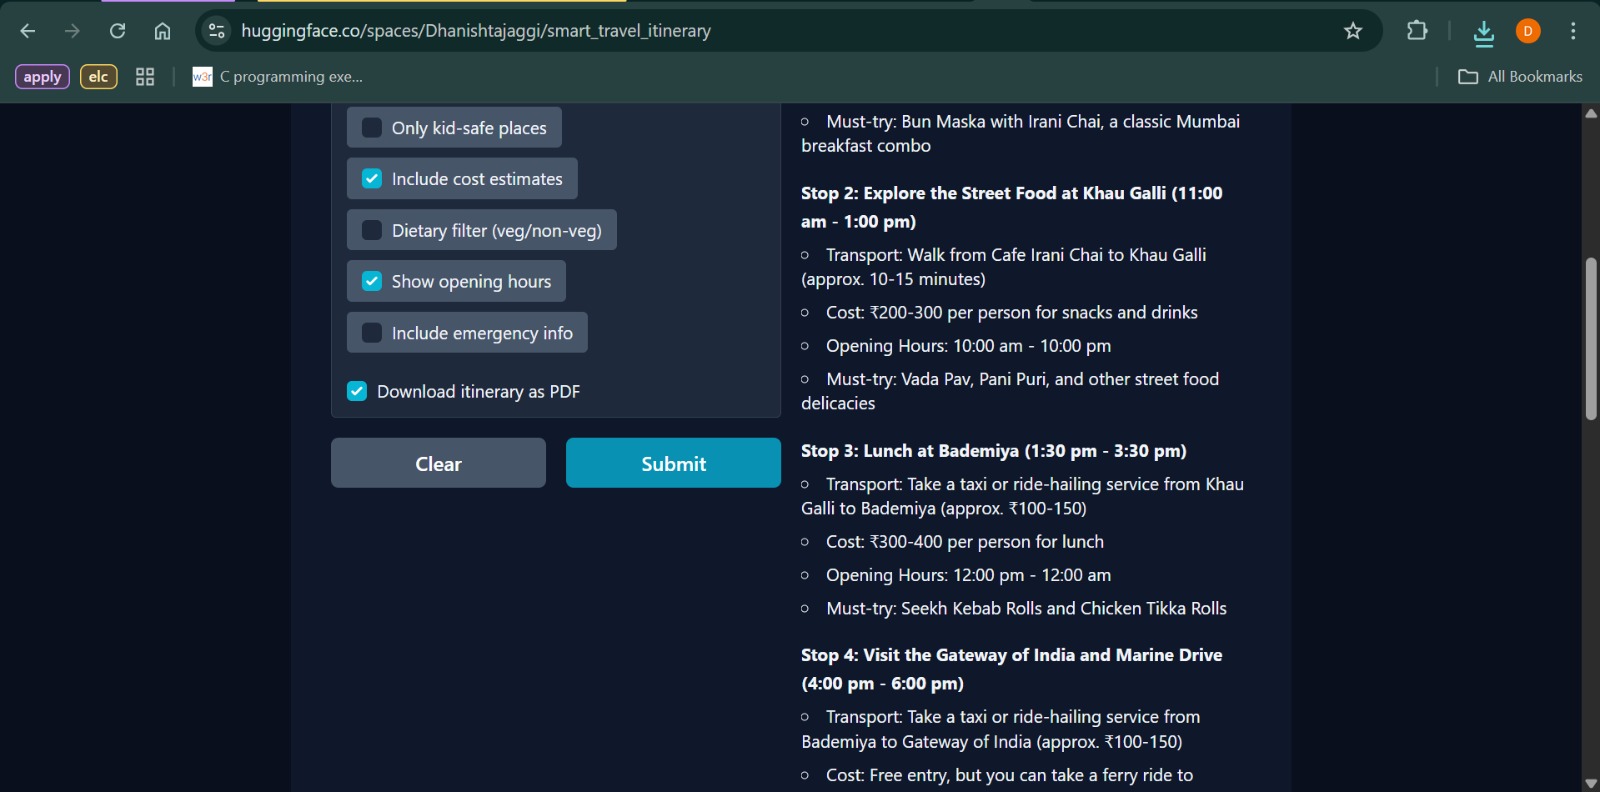 huggingface.co/spaces/Dhanishtajaggi/smart_travel_itinerary
D
apply
elc
w3r
C programming exe...
All Bookmarks
Only kid-safe places
Include cost estimates
Dietary filter (veg/non-veg)
Show opening hours
Include emergency info
Download itinerary as PDF
Clear
Submit
Must-try: Bun Maska with Irani Chai, a classic Mumbai
breakfast combo
Stop 2: Explore the Street Food at Khau Galli (11:00
am - 1:00 pm)
Transport: Walk from Cafe Irani Chai to Khau Galli
(approx. 10-15 minutes)
Cost: ₹200-300 per person for snacks and drinks
Opening Hours: 10:00 am - 10:00 pm
Must-try: Vada Pav, Pani Puri, and other street food
delicacies
Stop 3: Lunch at Bademiya (1:30 pm - 3:30 pm)
Transport: Take a taxi or ride-hailing service from Khau
Galli to Bademiya (approx. ₹100-150)
Cost: ₹300-400 per person for lunch
Opening Hours: 12:00 pm - 12:00 am
Must-try: Seekh Kebab Rolls and Chicken Tikka Rolls
Stop 4: Visit the Gateway of India and Marine Drive
(4:00 pm - 6:00 pm)
Transport: Take a taxi or ride-hailing service from
Bademiya to Gateway of India (approx. ₹100-150)
Cost: Free entry, but you can take a ferry ride to